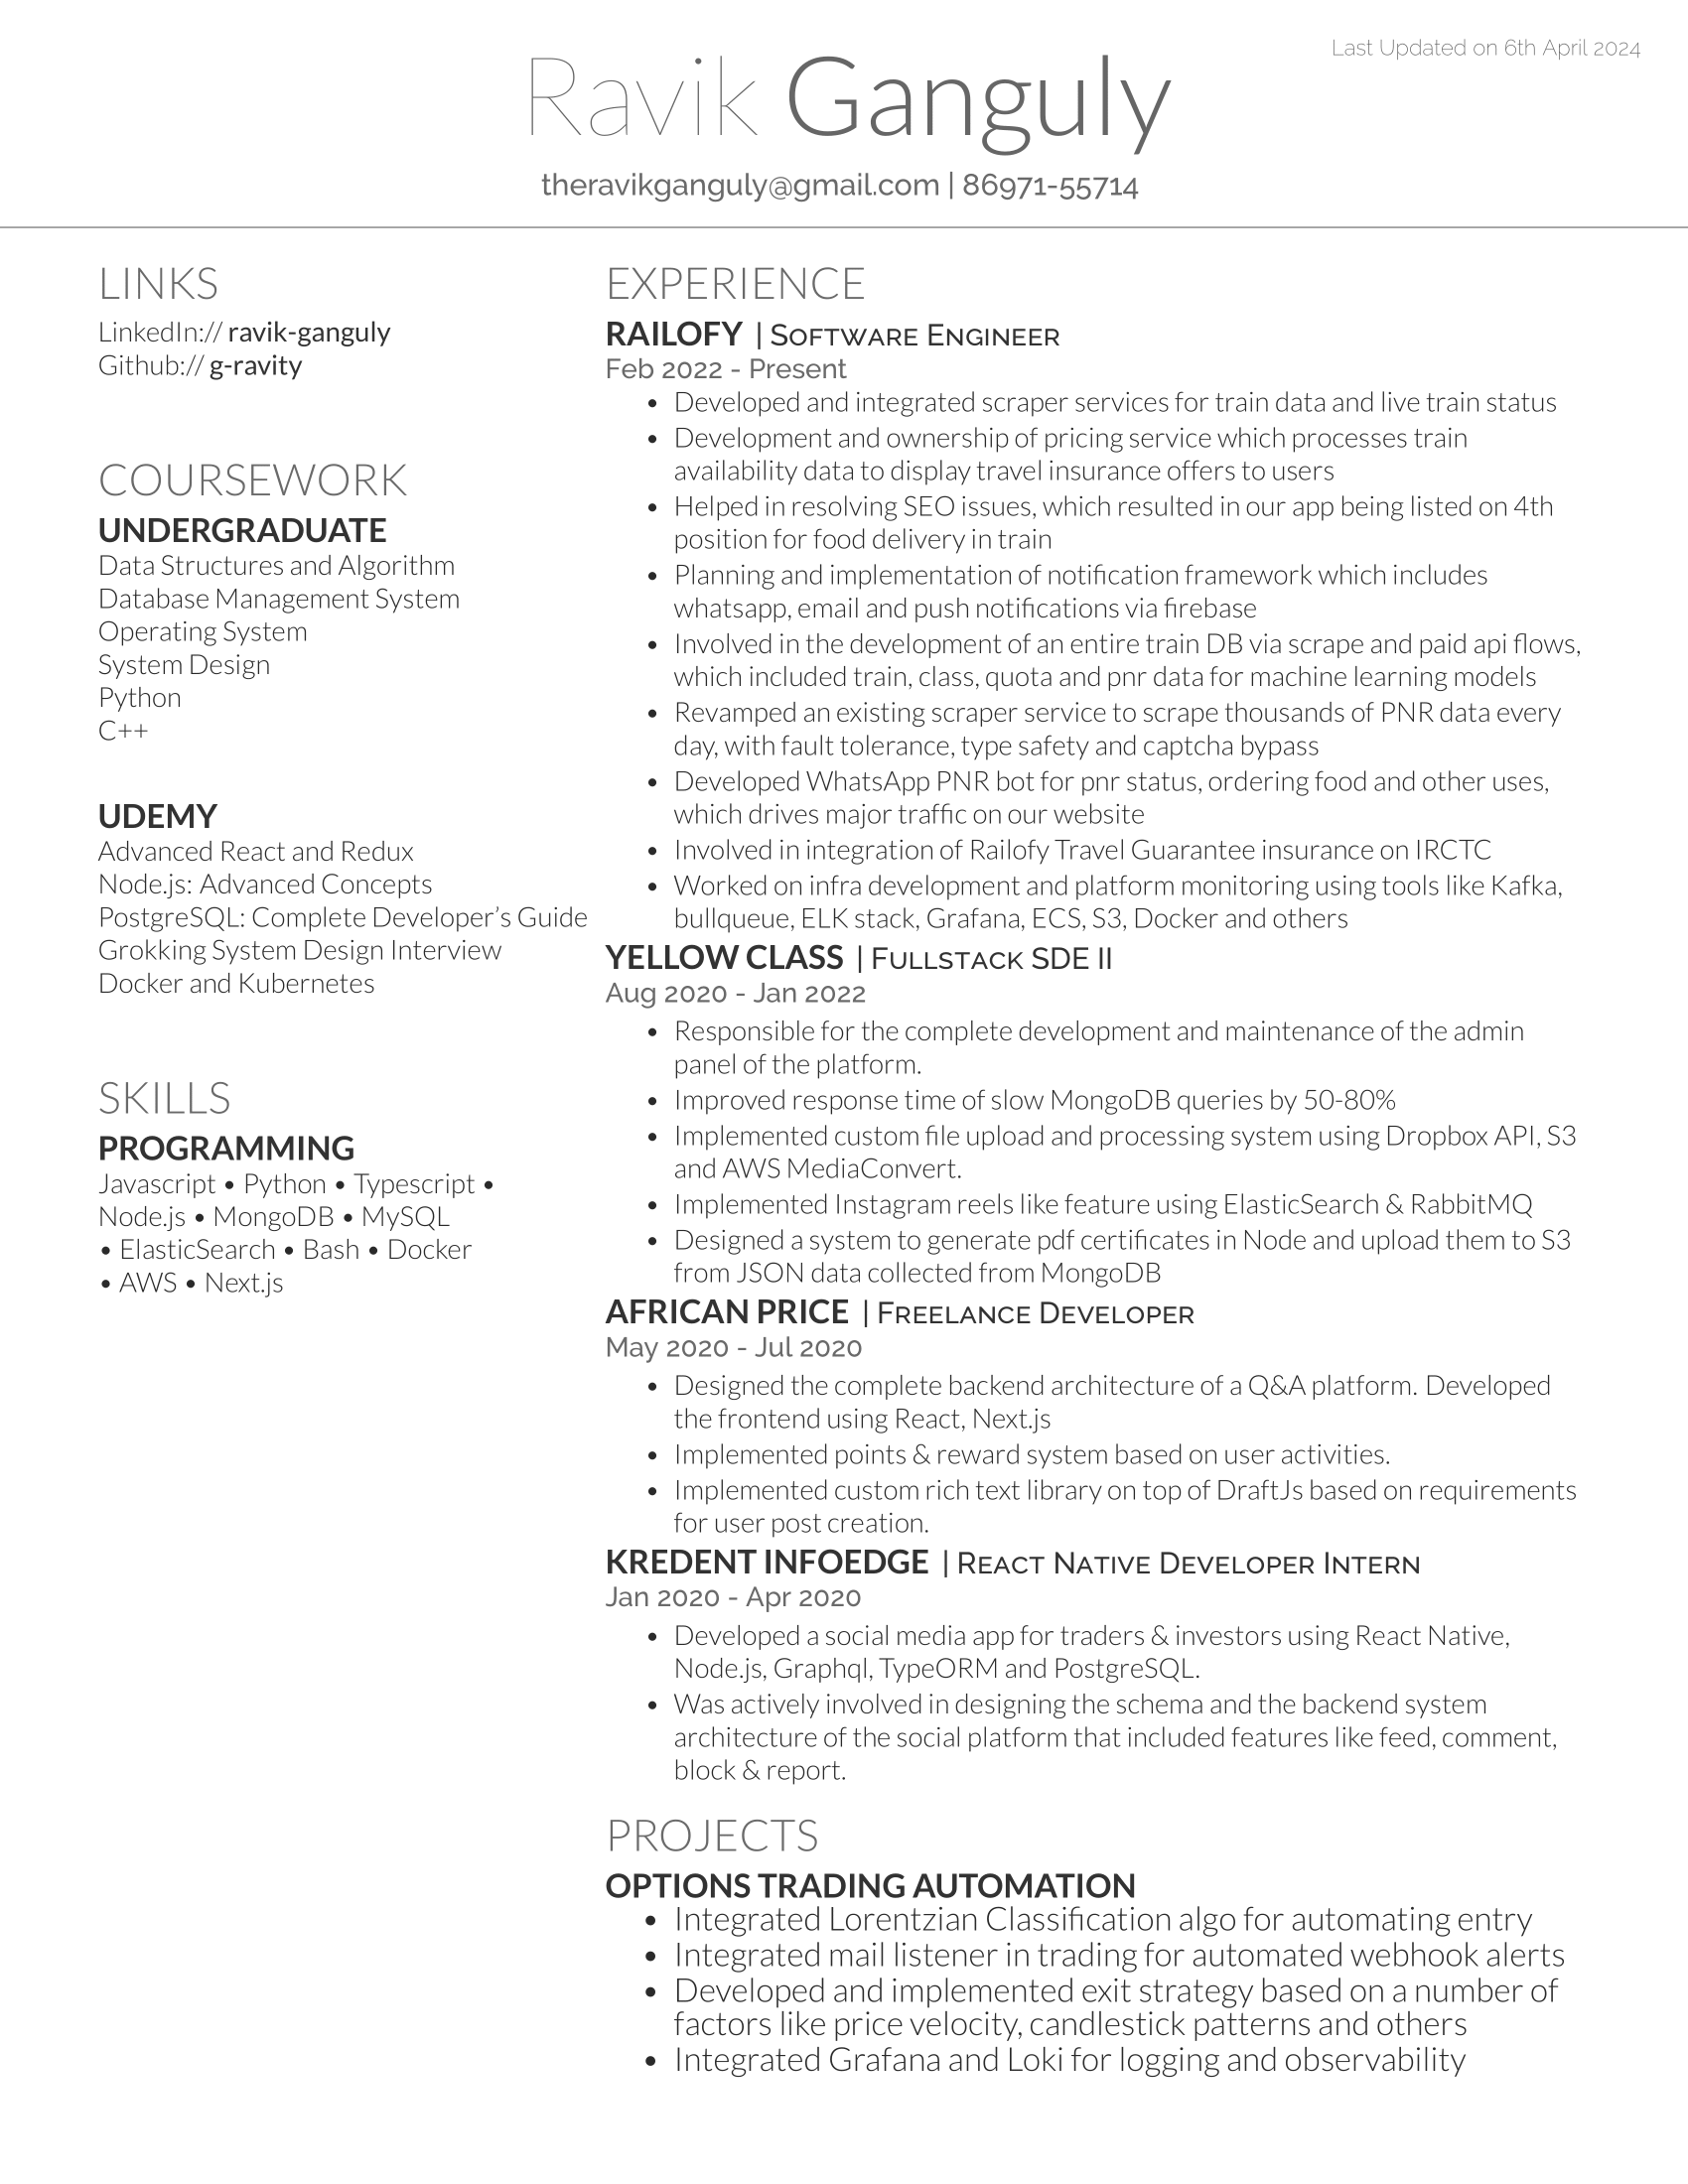 Last Updated on 6th April 2024
Ravik Ganguly
theravikganguly@gmail.com | 86971-55714
LINKS
LinkedIn:// ravik-ganguly
Github:// g-ravity
COURSEWORK
UNDERGRADUATE
Data Structures and Algorithm
Database Management System
Operating System
System Design
Python
C++
UDEMY
Advanced React and Redux
Node.js: Advanced Concepts
PostgreSQL: Complete Developer’s Guide
Grokking System Design Interview
Docker and Kubernetes
SKILLS
PROGRAMMING
Javascript • Python • Typescript •
Node.js • MongoDB • MySQL
• ElasticSearch • Bash • Docker
• AWS • Next.js
EXPERIENCE
RAILOFY | Software Engineer
Feb 2022 - Present
• Developed and integrated scraper services for train data and live train status
• Development and ownership of pricing service which processes train
availability data to display travel insurance offers to users
• Helped in resolving SEO issues, which resulted in our app being listed on 4th
position for food delivery in train
• Planning and implementation of notification framework which includes
whatsapp, email and push notifications via firebase
• Involved in the development of an entire train DB via scrape and paid api flows,
which included train, class, quota and pnr data for machine learning models
• Revamped an existing scraper service to scrape thousands of PNR data every
day, with fault tolerance, type safety and captcha bypass
• Developed WhatsApp PNR bot for pnr status, ordering food and other uses,
which drives major traffic on our website
• Involved in integration of Railofy Travel Guarantee insurance on IRCTC
• Worked on infra development and platform monitoring using tools like Kafka,
bullqueue, ELK stack, Grafana, ECS, S3, Docker and others
YELLOW CLASS | Fullstack SDE II
Aug 2020 - Jan 2022
• Responsible for the complete development and maintenance of the admin
panel of the platform.
• Improved response time of slow MongoDB queries by 50-80%
• Implemented custom file upload and processing system using Dropbox API, S3
and AWS MediaConvert.
• Implemented Instagram reels like feature using ElasticSearch & RabbitMQ
• Designed a system to generate pdf certificates in Node and upload them to S3
from JSON data collected from MongoDB
AFRICAN PRICE | Freelance Developer
May 2020 - Jul 2020
• Designed the complete backend architecture of a Q&A platform. Developed
the frontend using React, Next.js
• Implemented points & reward system based on user activities.
• Implemented custom rich text library on top of DraftJs based on requirements
for user post creation.
KREDENT INFOEDGE | React Native Developer Intern
Jan 2020 - Apr 2020
• Developed a social media app for traders & investors using React Native,
Node.js, Graphql, TypeORM and PostgreSQL.
• Was actively involved in designing the schema and the backend system
architecture of the social platform that included features like feed, comment,
block & report.
PROJECTS
OPTIONS TRADING AUTOMATION
• Integrated Lorentzian Classification algo for automating entry
• Integrated mail listener in trading for automated webhook alerts
• Developed and implemented exit strategy based on a number of
factors like price velocity, candlestick patterns and others
• Integrated Grafana and Loki for logging and observability